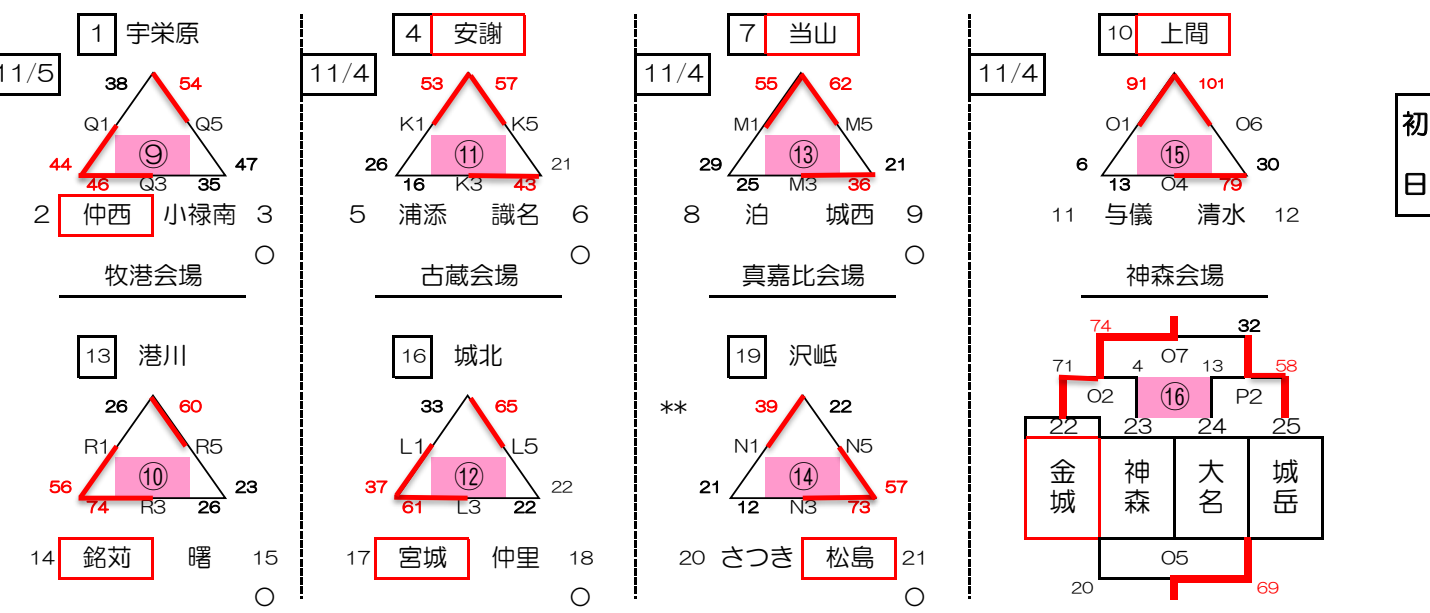 1 宇栄原
11/5
38 54
Q1 Q5
⑨
44 47
46 Q3 35
2 仲西 小禄南 3
○
牧港会場
4 安謝
11/4
53 57
K1 K5
⑪
26 21
16 K3 43
5 浦添 識名 6
○
古蔵会場
7 当山
11/4
55 62
M1 M5
⑬
29 21
25 M3 36
8 泊 城西 9
○
真嘉比会場
10 上間
11/4
91 101
O1 O6
⑮
6 30
13 O4 79
11 与儀 清水 12
神森会場
初
日
13 港川
26 60
R1 R5
⑩
56 23
74 R3 26
14 銘苅 曙 15
○
16 城北
33 65
L1 L5
⑫
37 22
61 L3 22
17 宮城 仲里 18
○
19 沢岻
**
39 22
N1 N5
⑭
21 57
12 N3 73
20 さつき 松島 21
○
74 32
O7
71 4 13 58
O2 ⑯ P2
22 23 24 25
金城 神森 大名 城岳
O5
20 69